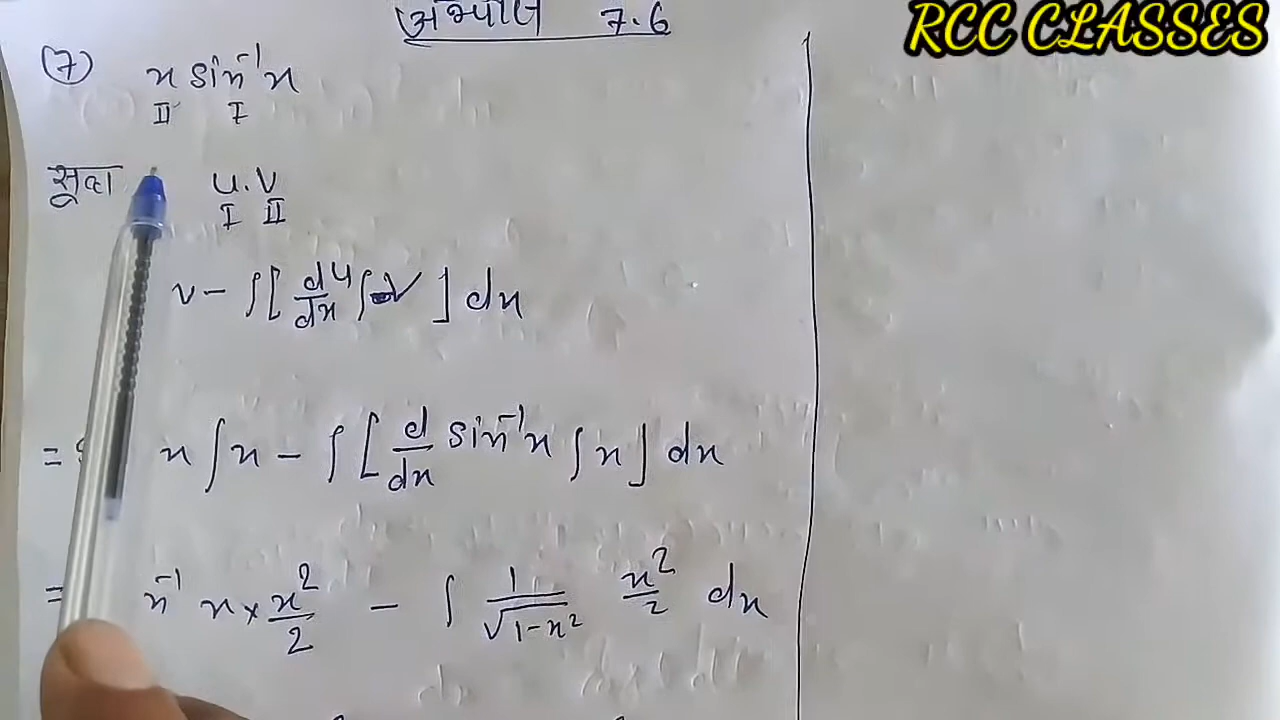 अभ्यास 7.6
RCC CLASSES
(7) x sin⁻¹x
II I
सूत्र u.v
I II
v - ∫[du/dx ∫v] dx
= x ∫x - ∫[d/dx sin⁻¹x ∫x] dx
= n⁻¹ x × x²/2 - ∫ 1/√1-x² x²/2 dx